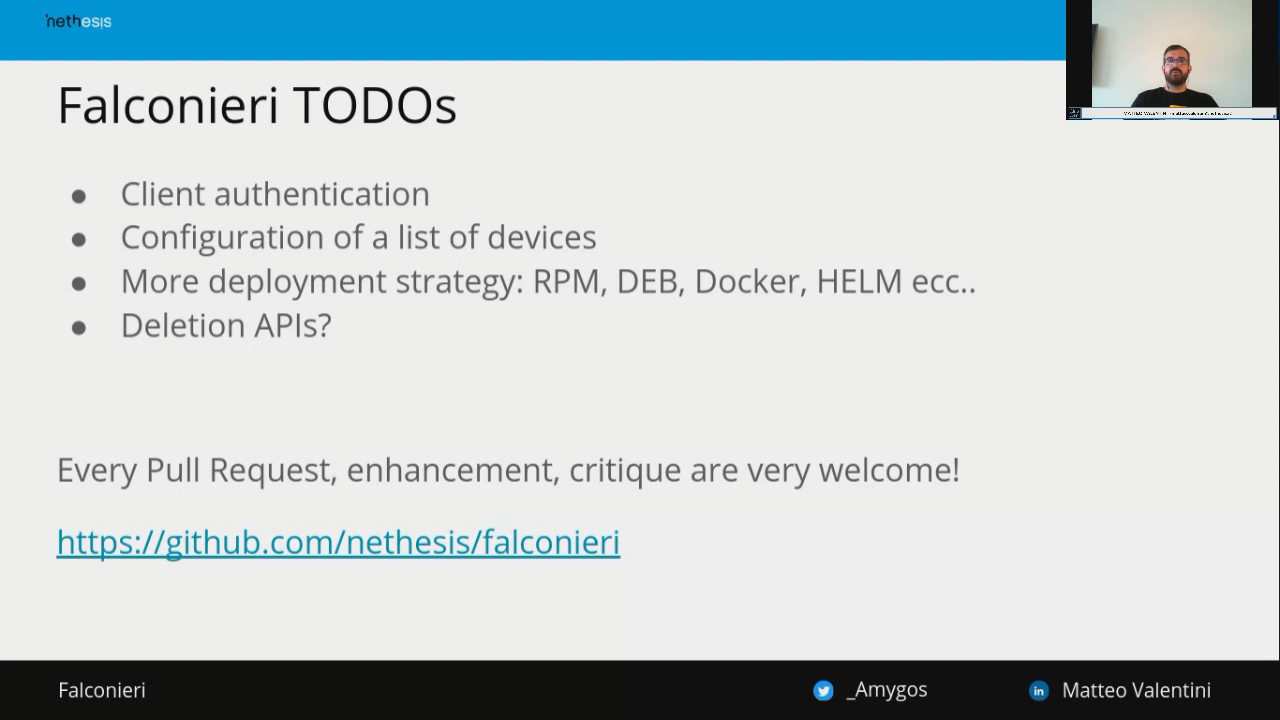 nethesis
Falconieri TODOs
● Client authentication
● Configuration of a list of devices
● More deployment strategy: RPM, DEB, Docker, HELM ecc..
● Deletion APIs?
Every Pull Request, enhancement, critique are very welcome!
https://github.com/nethesis/falconieri
Falconieri
_Amygos
in Matteo Valentini